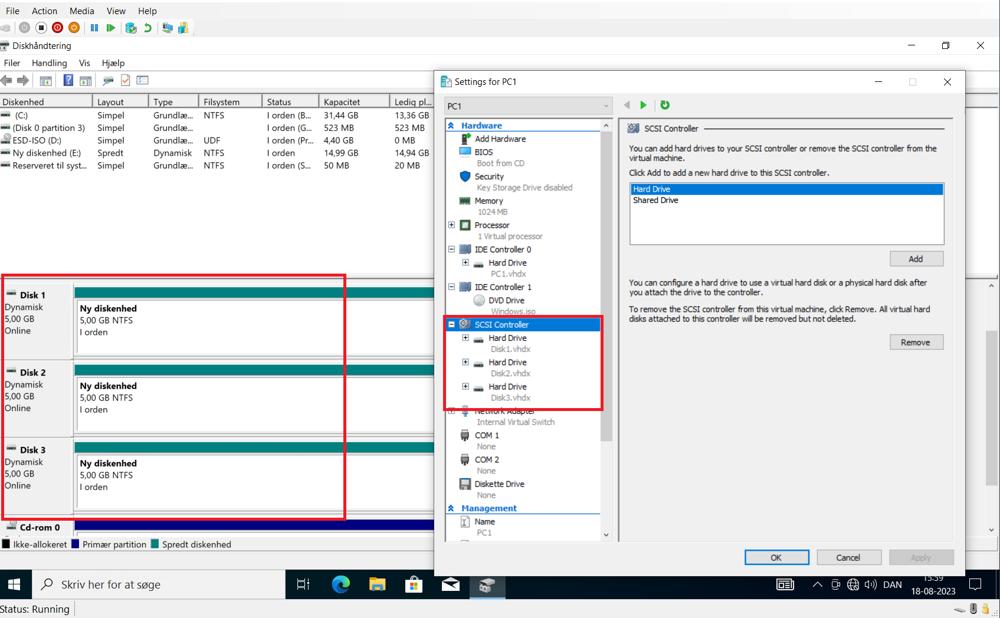 File Action Media View Help
Diskhåndtering
Filer Handling Vis Hjælp
Diskenhed Layout Type Filsystem Status Kapacitet Ledig pl...
(C:) Simpel Grundlæ... NTFS I orden (B... 31,44 GB 13,36 GB
(Disk 0 partition 3) Simpel Grundlæ... I orden (G... 523 MB 523 MB
ESD-ISO (D:) Simpel Grundlæ... UDF I orden (Pr... 4,40 GB 0 MB
Ny diskenhed (E:) Spredt Dynamisk NTFS I orden 14,99 GB 14,94 GB
Reserveret til syst... Simpel Grundlæ... NTFS I orden (S... 50 MB 20 MB
Disk 1
Dynamisk
5,00 GB
Online
Ny diskenhed
5,00 GB NTFS
I orden
Disk 2
Dynamisk
5,00 GB
Online
Ny diskenhed
5,00 GB NTFS
I orden
Disk 3
Dynamisk
5,00 GB
Online
Ny diskenhed
5,00 GB NTFS
I orden
Cd-rom 0
Ikke-allokeret Primær partition Spredt diskenhed
Settings for PC1
PC1
Hardware
Add Hardware
BIOS
Boot from CD
Security
Key Storage Drive disabled
Memory
1024 MB
Processor
1 Virtual processor
IDE Controller 0
Hard Drive
PC1.vhdx
IDE Controller 1
DVD Drive
Windows.iso
SCSI Controller
Hard Drive
Disk1.vhdx
Hard Drive
Disk2.vhdx
Hard Drive
Disk3.vhdx
Network Adapter
Internal Virtual Switch
COM 1
None
COM 2
None
Diskette Drive
None
Management
Name
PC1
SCSI Controller
You can add hard drives to your SCSI controller or remove the SCSI controller from the
virtual machine.
Click Add to add a new hard drive to this SCSI controller.
Hard Drive
Shared Drive
Add
You can configure a hard drive to use a virtual hard disk or a physical hard disk after
you attach the drive to the controller.
To remove the SCSI controller from this virtual machine, click Remove. All virtual hard
disks attached to this controller will be removed but not deleted.
Remove
OK Cancel Apply
Skriv her for at søge
DAN
15:59
18-08-2023
Status: Running